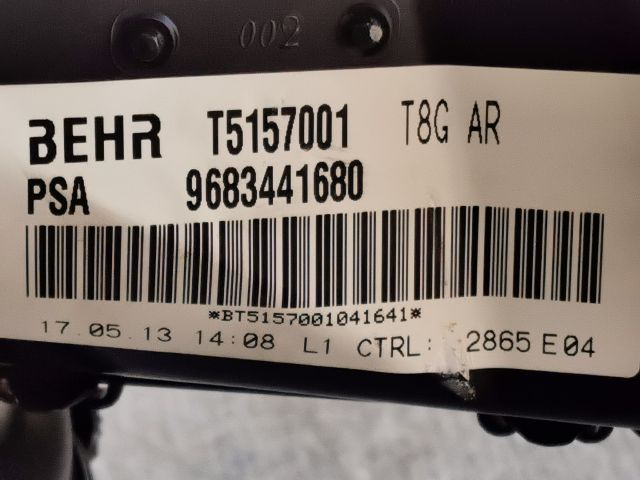 002
BEHR T5157001 T8G AR
PSA 9683441680
*BT5157001041641*
17.05.13 14:08 L1 CTRL: 2865 E04